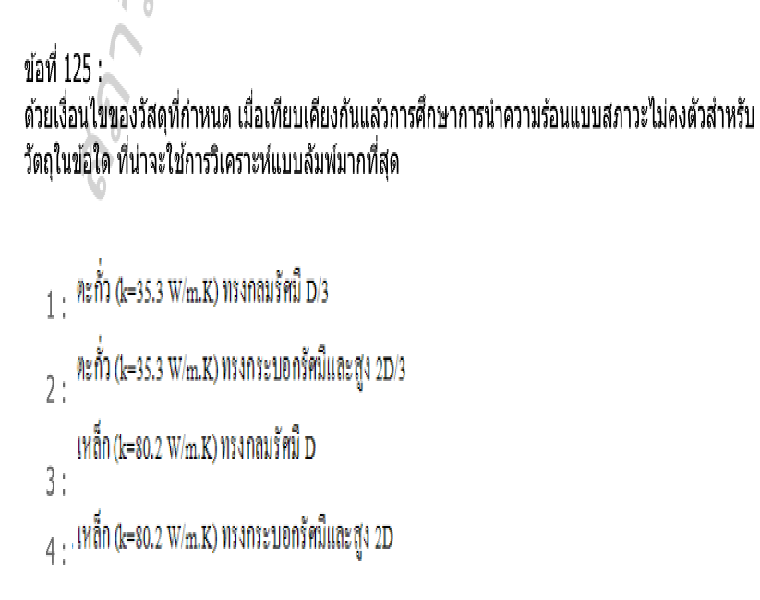 ข้อที่ 125 :
ด้วยเงื่อนไขของวัสดุที่กำหนด เมื่อเทียบเคียงกันแล้วการศึกษาการนำความร้อนแบบสภาวะไม่คงตัวสำหรับ
วัตถุในข้อใด ที่น่าจะใช้การวิเคราะห์แบบลัมพ์มากที่สุด
1 : ตะกั่ว (k=35.3 W/m.K) ทรงกลมรัศมี D/3
2 : ตะกั่ว (k=35.3 W/m.K) ทรงกระบอกรัศมีและสูง 2D/3
3 : เหล็ก (k=80.2 W/m.K) ทรงกลมรัศมี D
4 : เหล็ก (k=80.2 W/m.K) ทรงกระบอกรัศมีและสูง 2D